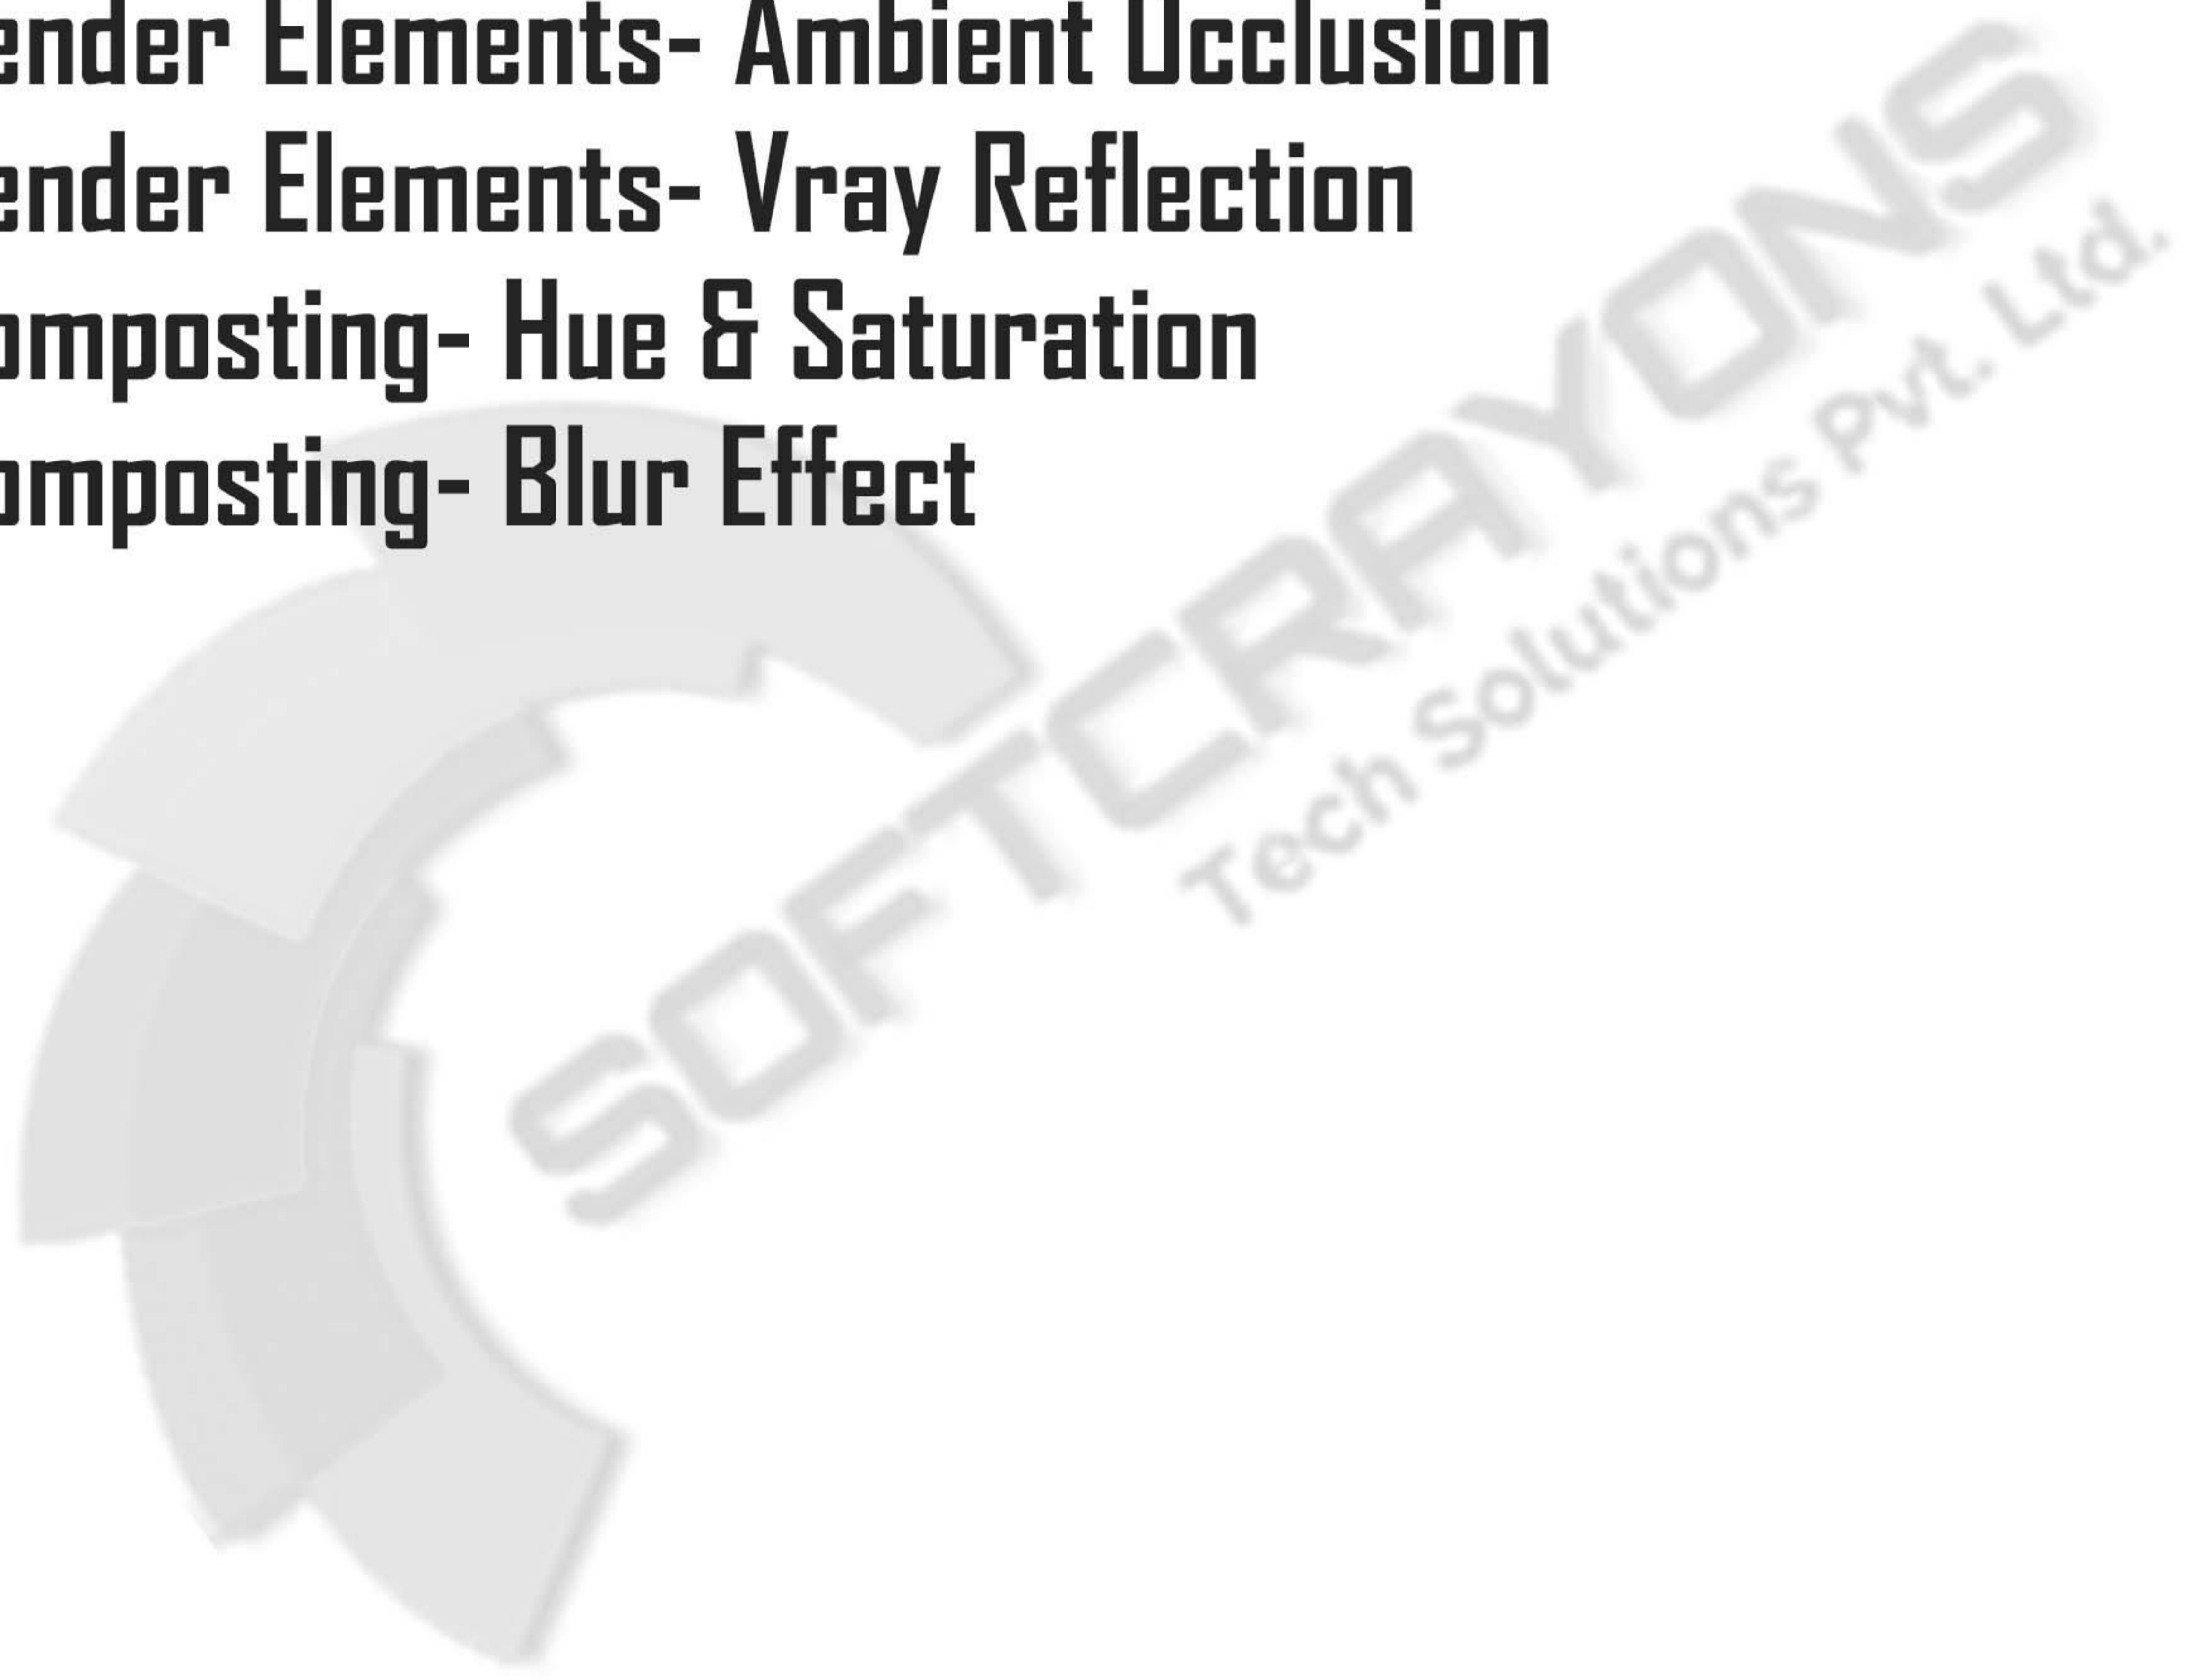 ender Elements- Ambient Occlusion
ender Elements- Vray Reflection
omposting- Hue & Saturation
omposting- Blur Effect
SOFTCRAYONS
Tech Solutions Pvt. Ltd.